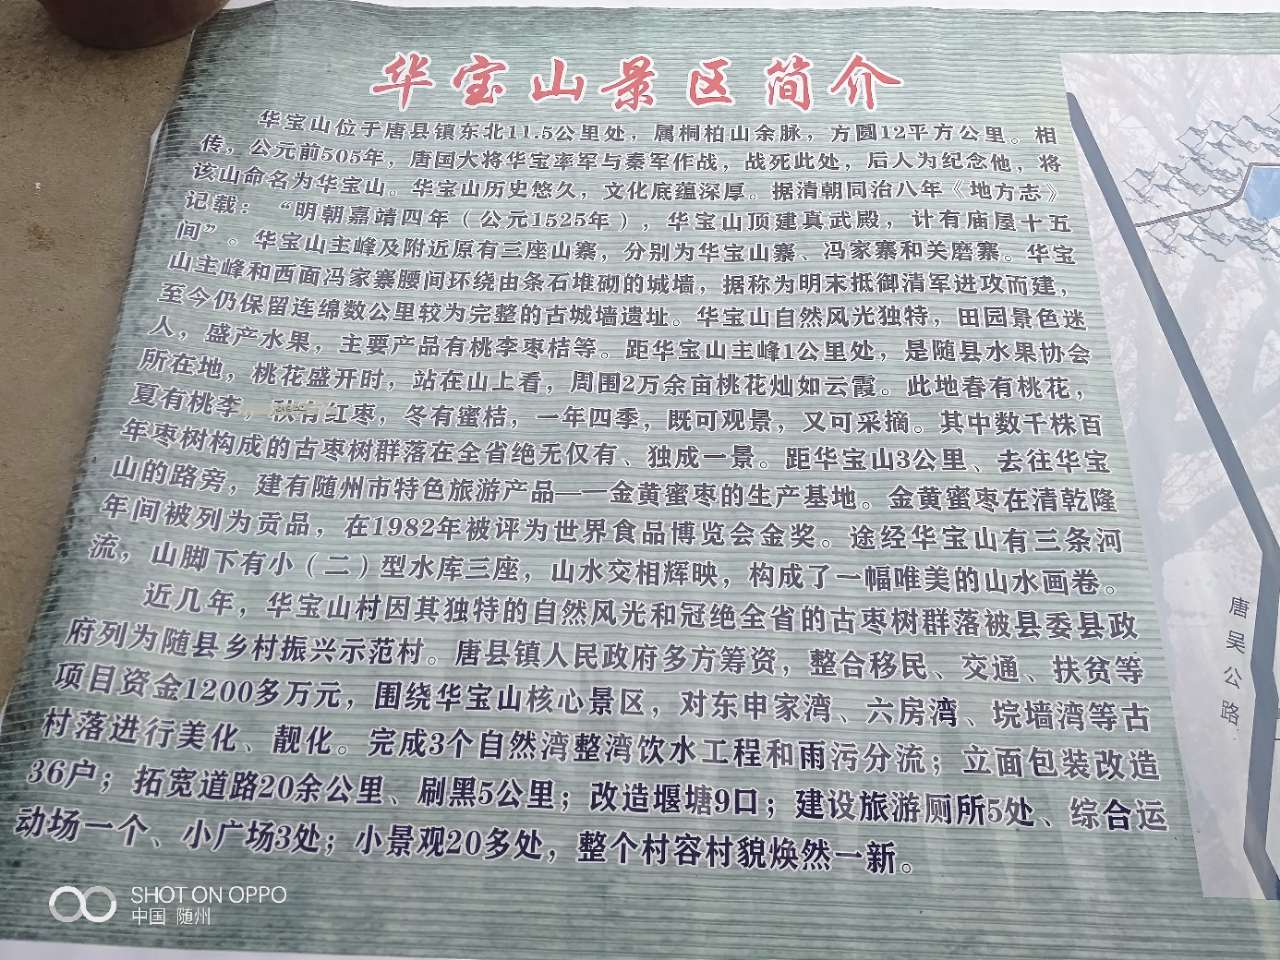 华宝山景区简介
华宝山位于唐县镇东北11.5公里处，属桐柏山余脉，方圆12平方公里。相
传，公元前505年，唐国大将华宝率军与秦军作战，战死此处，后人为纪念他，将
该山命名为华宝山。华宝山历史悠久，文化底蕴深厚。据清朝同治八年《地方志》
记载：“明朝嘉靖四年（公元1525年），华宝山顶建真武殿，计有庙屋十五
间”。华宝山主峰及附近原有三座山寨，分别为华宝山寨、冯家寨和关磨寨。华宝
山主峰和西面冯家寨腰间环绕由条石堆砌的城墙，据称为明末抵御清军进攻而建，
至今仍保留连绵数公里较为完整的古城墙遗址。华宝山自然风光独特，田园景色迷
人，盛产水果，主要产品有桃李枣桔等。距华宝山主峰1公里处，是随县水果协会
所在地，桃花盛开时，站在山上看，周围2万余亩桃花灿如云霞。此地春有桃花，
夏有桃李，秋有红枣，冬有蜜桔，一年四季，既可观景，又可采摘。其中数千株百
年枣树构成的古枣树群落在全省绝无仅有、独成一景。距华宝山3公里、去往华宝
山的路旁，建有随州市特色旅游产品——金黄蜜枣的生产基地。金黄蜜枣在清乾隆
年间被列为贡品，在1982年被评为世界食品博览会金奖。途经华宝山有三条河
流，山脚下有小（二）型水库三座，山水交相辉映，构成了一幅唯美的山水画卷。
近几年，华宝山村因其独特的自然风光和冠绝全省的古枣树群落被县委县政
府列为随县乡村振兴示范村。唐县镇人民政府多方筹资，整合移民、交通、扶贫等
项目资金1200多万元，围绕华宝山核心景区，对东申家湾、六房湾、垸墙湾等古
村落进行美化、靓化。完成3个自然湾整湾饮水工程和雨污分流；立面包装改造
36户；拓宽道路20余公里、刷黑5公里；改造堰塘9口；建设旅游厕所5处、综合运
动场一个、小广场3处；小景观20多处，整个村容村貌焕然一新。
唐吴公路
SHOT ON OPPO
中国 随州